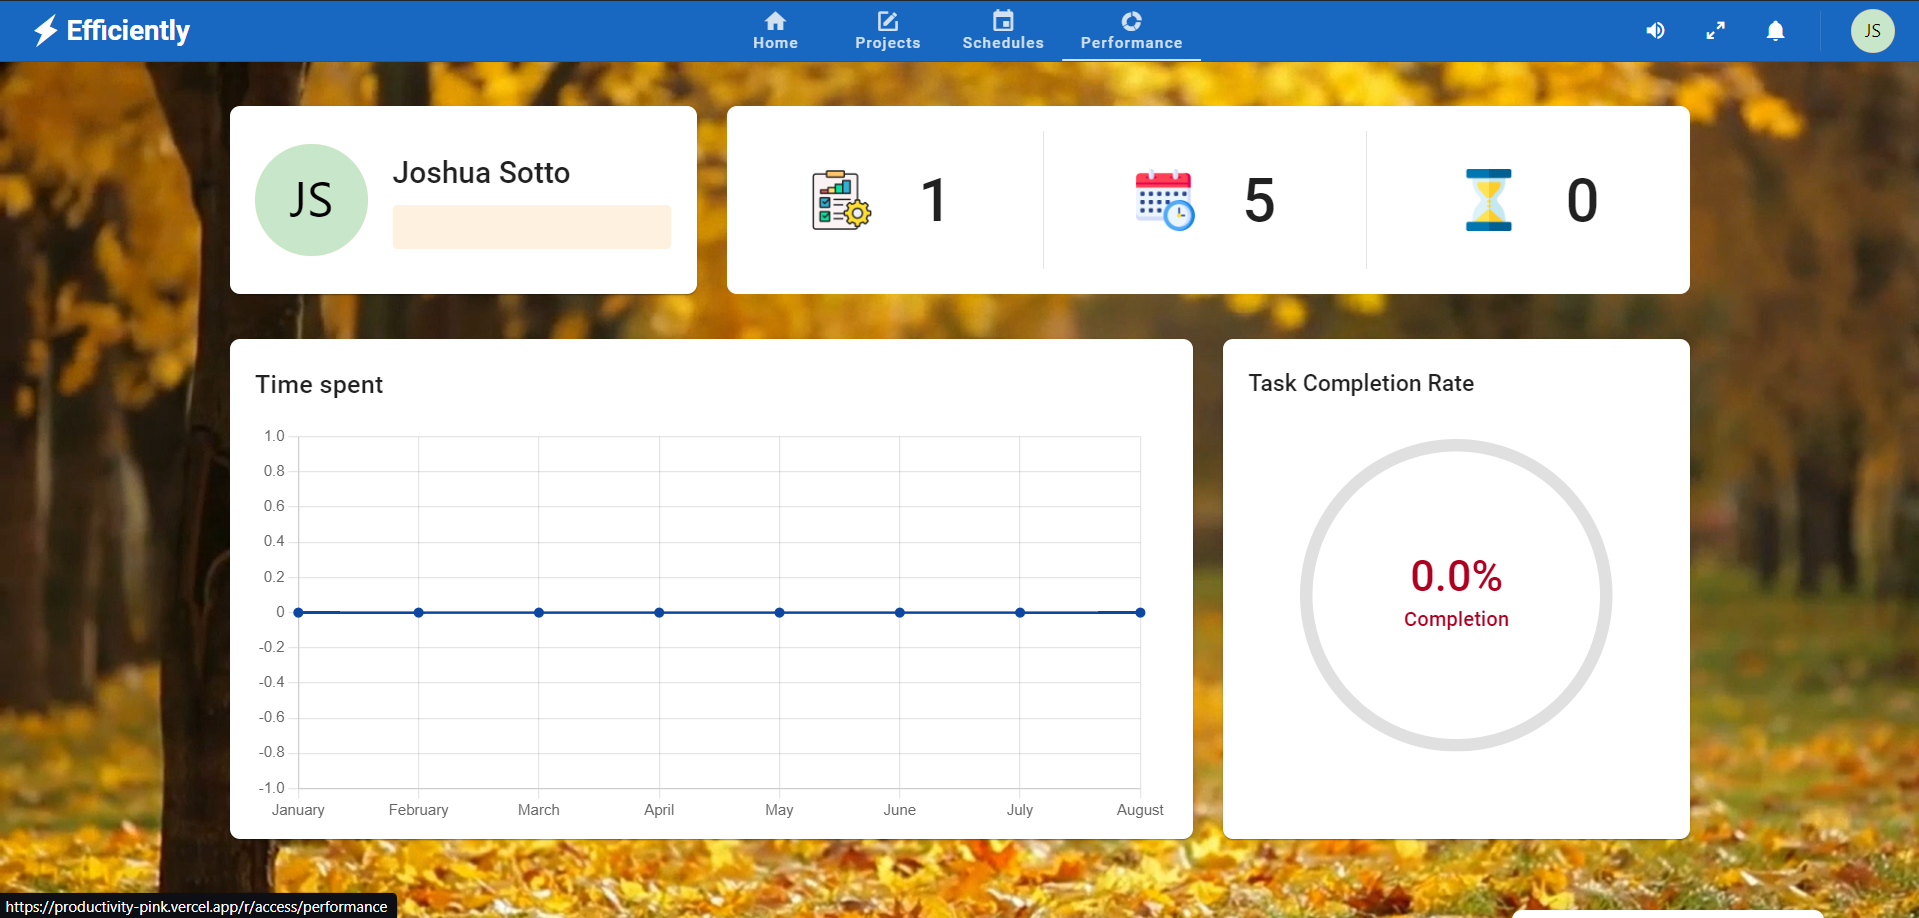 Efficiently
Home
Projects
Schedules
Performance
JS
JS
Joshua Sotto
1
5
0
Time spent
1.0
0.8
0.6
0.4
0.2
0
-0.2
-0.4
-0.6
-0.8
-1.0
January
February
March
April
May
June
July
August
Task Completion Rate
0.0%
Completion
https://productivity-pink.vercel.app/r/access/performance